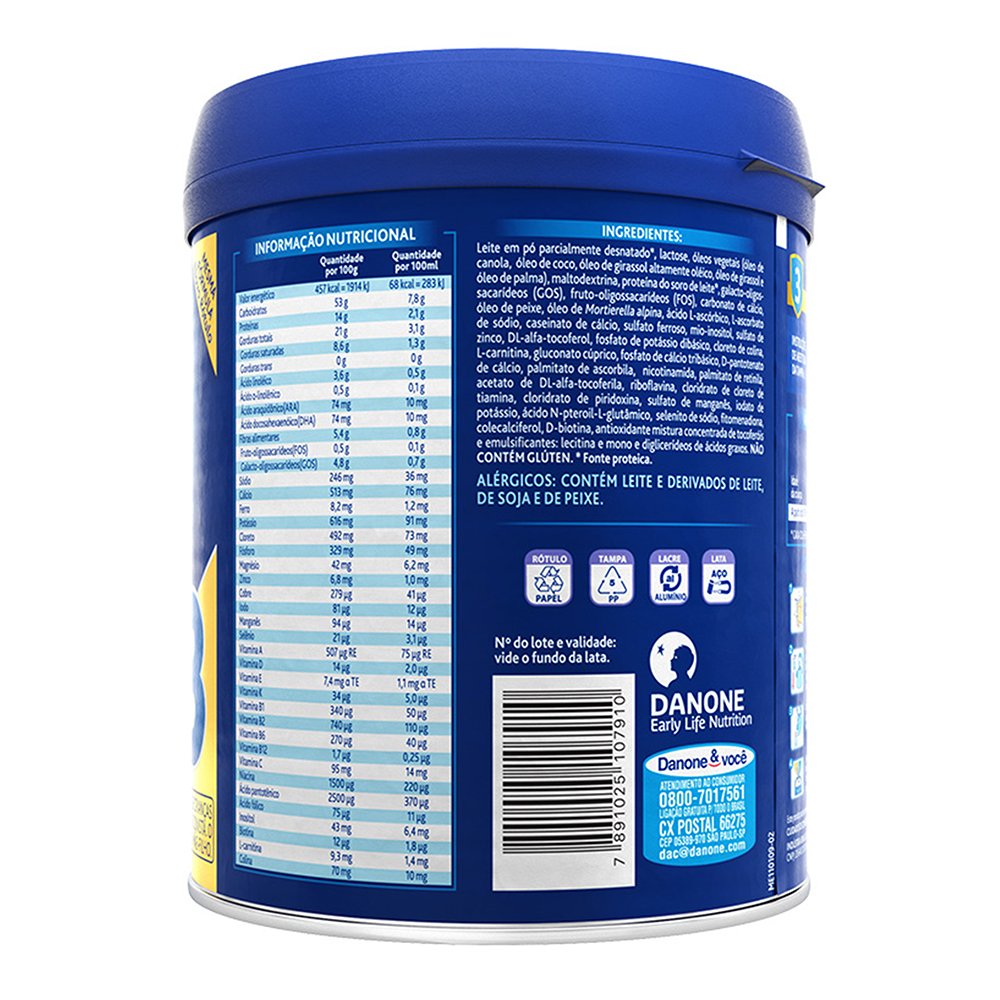 INFORMAÇÃO NUTRICIONAL
Quantidade por 100g Quantidade por 100ml
Valor energético 457 kcal = 1914 kJ 68 kcal = 283 kJ
Carboidratos 53 g 7,8 g
Proteínas 14 g 2,1 g
Gorduras totais 21 g 3,1 g
Gorduras saturadas 8,6 g 1,3 g
Gorduras trans 0 g 0 g
Ácido linoléico 3,6 g 0,5 g
Ácido α-linolênico 0,5 g 0,1 g
Ácido araquidônico(ARA) 74 mg 10 mg
Ácido docosahexaenóico(DHA) 74 mg 10 mg
Fibras alimentares 5,4 g 0,8 g
Fruto-oligossacarídeos(FOS) 0,5 g 0,1 g
Galacto-oligossacarídeos(GOS) 4,8 g 0,7 g
Sódio 246 mg 36 mg
Cálcio 513 mg 76 mg
Ferro 8,2 mg 1,2 mg
Potássio 616 mg 91 mg
Cloreto 492 mg 73 mg
Fósforo 329 mg 49 mg
Magnésio 42 mg 6,2 mg
Zinco 6,8 mg 1,0 mg
Cobre 279 µg 41 µg
Iodo 81 µg 12 µg
Manganês 94 µg 14 µg
Selênio 21 µg 3,1 µg
Vitamina A 507 µg RE 75 µg RE
Vitamina D 14 µg 2,0 µg
Vitamina E 7,4 mg α TE 1,1 mg α TE
Vitamina K 34 µg 5,0 µg
Vitamina B1 340 µg 50 µg
Vitamina B2 740 µg 110 µg
Vitamina B6 270 µg 40 µg
Vitamina B12 1,7 µg 0,25 µg
Vitamina C 95 mg 14 mg
Niacina 1500 µg 220 µg
Ácido pantotênico 2500 µg 370 µg
Ácido fólico 75 µg 11 µg
Inositol 43 mg 6,4 mg
Biotina 12 µg 1,8 µg
L-carnitina 9,3 mg 1,4 mg
Colina 70 mg 10 mg
INGREDIENTES:
Leite em pó parcialmente desnatado*, lactose, óleos vegetais (óleo de
canola, óleo de coco, óleo de girassol altamente oléico, óleo de girassol e
óleo de palma), maltodextrina, proteína do soro de leite*, galacto-oligos-
sacarídeos (GOS), fruto-oligossacarídeos (FOS), carbonato de cálcio,
óleo de peixe, óleo de Mortierella alpina, ácido L-ascórbico, L-ascorbato
de sódio, caseinato de cálcio, sulfato ferroso, mio-inositol, sulfato de
zinco, DL-alfa-tocoferol, fosfato de potássio dibásico, cloreto de colina,
L-carnitina, gluconato cúprico, fosfato de cálcio tribásico, D-pantotenato
de cálcio, palmitato de ascorbila, nicotinamida, palmitato de retinila,
acetato de DL-alfa-tocoferila, riboflavina, cloridrato de cloreto de
tiamina, cloridrato de piridoxina, sulfato de manganês, iodato de
potássio, ácido N-pteroil-L-glutâmico, selenito de sódio, fitomenadiona,
colecalciferol, D-biotina, antioxidante mistura concentrada de tocoferóis
e emulsificantes: lecitina e mono e diglicerídeos de ácidos graxos. NÃO
CONTÉM GLÚTEN. * Fonte proteica.
ALÉRGICOS: CONTÉM LEITE E DERIVADOS DE LEITE,
DE SOJA E DE PEIXE.
RÓTULO PAPEL
TAMPA 5 PP
LACRE al ALUMÍNIO
LATA AÇO
Nº do lote e validade:
vide o fundo da lata.
7 891025 107910
DANONE
Early Life Nutrition
Danone & você
ATENDIMENTO AO CONSUMIDOR
0800-7017561
LIGAÇÃO GRATUITA P/ TODO O BRASIL
CX POSTAL 66275
CEP 05389-970 SÃO PAULO-SP
dac@danone.com
ME110109-02
3